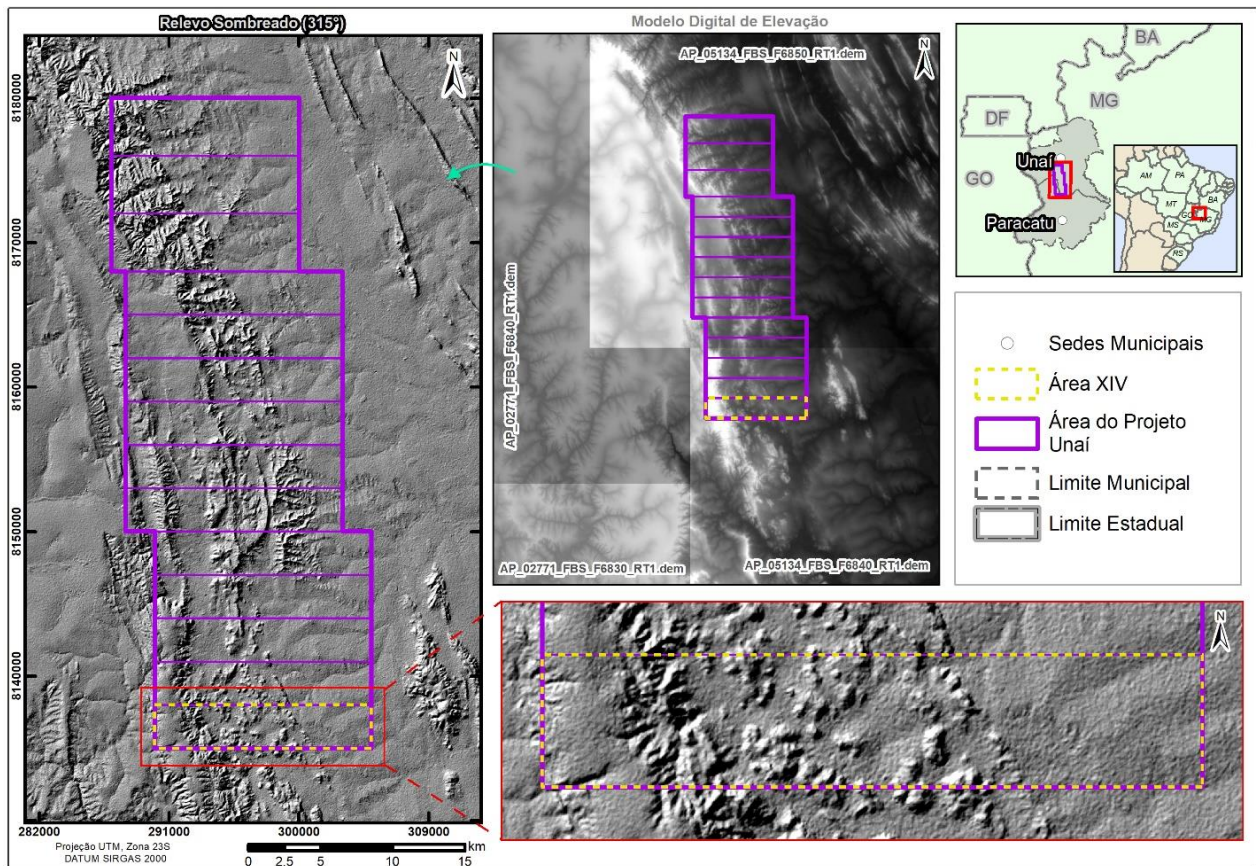 Relevo Sombreado (315°)
N
8180000
8170000
8160000
8150000
8140000
282000
291000
300000
309000
Projeção UTM, Zona 23S
DATUM SIRGAS 2000
km
0 2.5 5 10 15
Modelo Digital de Elevação
AP_05134_FBS_F6850_RT1.dem
N
AP_02771_FBS_F6840_RT1.dem
AP_02771_FBS_F6830_RT1.dem
AP_05134_FBS_F6840_RT1.dem
N
BA
MG
DF
Unaí
GO
Paracatu
AM
PA
MT
BA
GO
MG
MS
RS
Sedes Municipais
Área XIV
Área do Projeto
Unaí
Limite Municipal
Limite Estadual